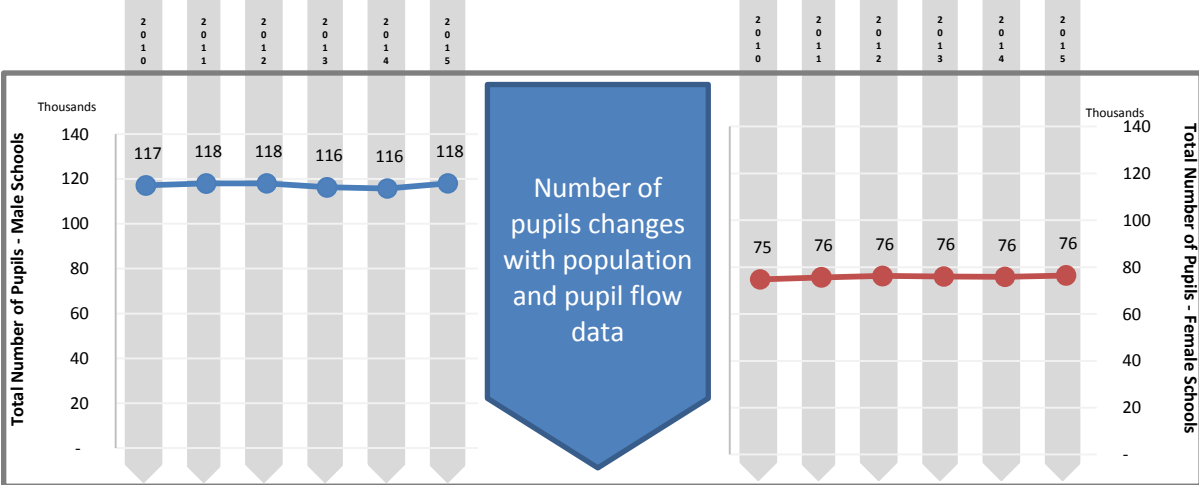 2010 2011 2012 2013 2014 2015
2010 2011 2012 2013 2014 2015
Total Number of Pupils - Male Schools
Thousands
140
120
100
80
60
40
20
-
117 118 118 116 116 118
Number of
pupils changes
with population
and pupil flow
data
75 76 76 76 76 76
Thousands
140
120
100
80
60
40
20
-
Total Number of Pupils - Female Schools